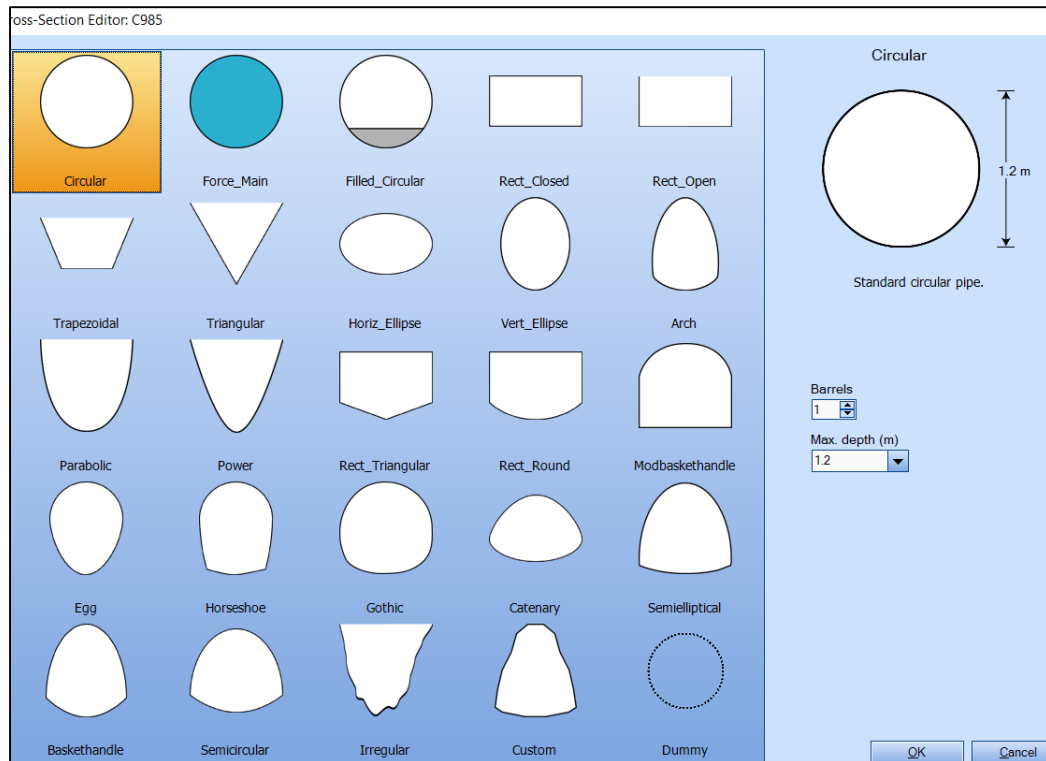 ross-Section Editor: C985
Circular
1.2 m
Standard circular pipe.
Circular Force_Main Filled_Circular Rect_Closed Rect_Open
Trapezoidal Triangular Horiz_Ellipse Vert_Ellipse Arch
Parabolic Power Rect_Triangular Rect_Round Modbaskethandle
Egg Horseshoe Gothic Catenary Semielliptical
Baskethandle Semicircular Irregular Custom Dummy
Barrels
1
Max. depth (m)
1.2
OK Cancel